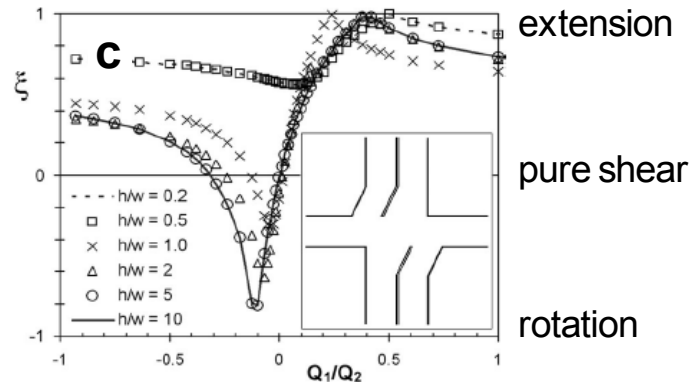 1
extension
C
ξ
0
pure shear
h/w = 0.2
h/w = 0.5
h/w = 1.0
h/w = 2
h/w = 5
h/w = 10
-1
rotation
-1 -0.5 0 0.5 1
Q₁/Q₂